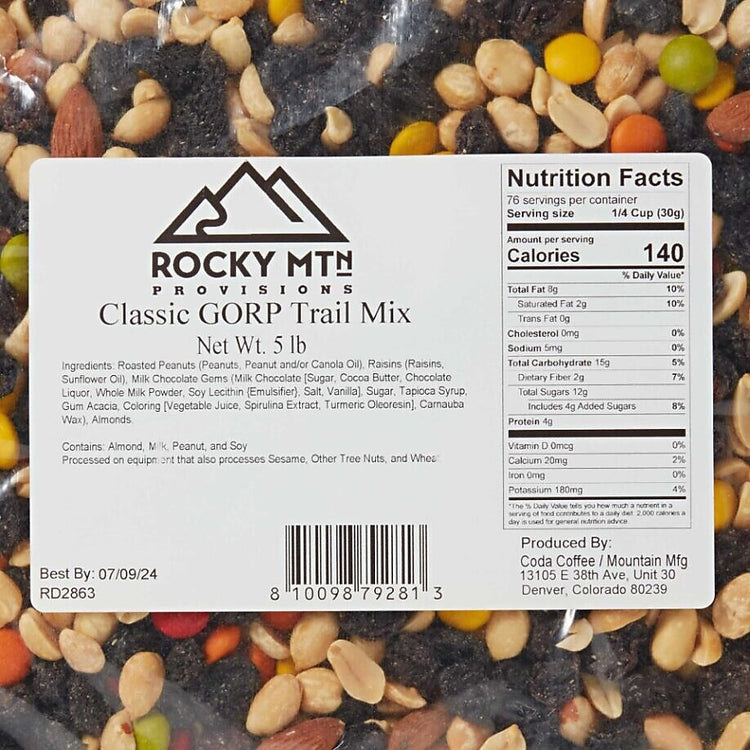 ROCKY MTN
PROVISIONS
Classic GORP Trail Mix
Net Wt. 5 lb
Ingredients: Roasted Peanuts (Peanuts, Peanut and/or Canola Oil), Raisins (Raisins,
Sunflower Oil), Milk Chocolate Gems (Milk Chocolate [Sugar, Cocoa Butter, Chocolate
Liquor, Whole Milk Powder, Soy Lecithin {Emulsifier}, Salt, Vanilla], Sugar, Tapioca Syrup,
Gum Acacia, Coloring [Vegetable Juice, Spirulina Extract, Turmeric Oleoresin], Carnauba
Wax), Almonds.
Contains: Almond, Milk, Peanut, and Soy
Processed on equipment that also processes Sesame, Other Tree Nuts, and Wheat.
Best By: 07/09/24
RD2863
8 10098 79281 3
Nutrition Facts
76 servings per container
Serving size 1/4 Cup (30g)
Amount per serving
Calories 140
% Daily Value*
Total Fat 8g 10%
Saturated Fat 2g 10%
Trans Fat 0g
Cholesterol 0mg 0%
Sodium 5mg 0%
Total Carbohydrate 15g 5%
Dietary Fiber 2g 7%
Total Sugars 12g
Includes 4g Added Sugars 8%
Protein 4g
Vitamin D 0mcg 0%
Calcium 20mg 2%
Iron 0mg 0%
Potassium 180mg 4%
*The % Daily Value tells you how much a nutrient in a
serving of food contributes to a daily diet. 2,000 calories a
day is used for general nutrition advice.
Produced By:
Coda Coffee / Mountain Mfg
13105 E 38th Ave, Unit 30
Denver, Colorado 80239